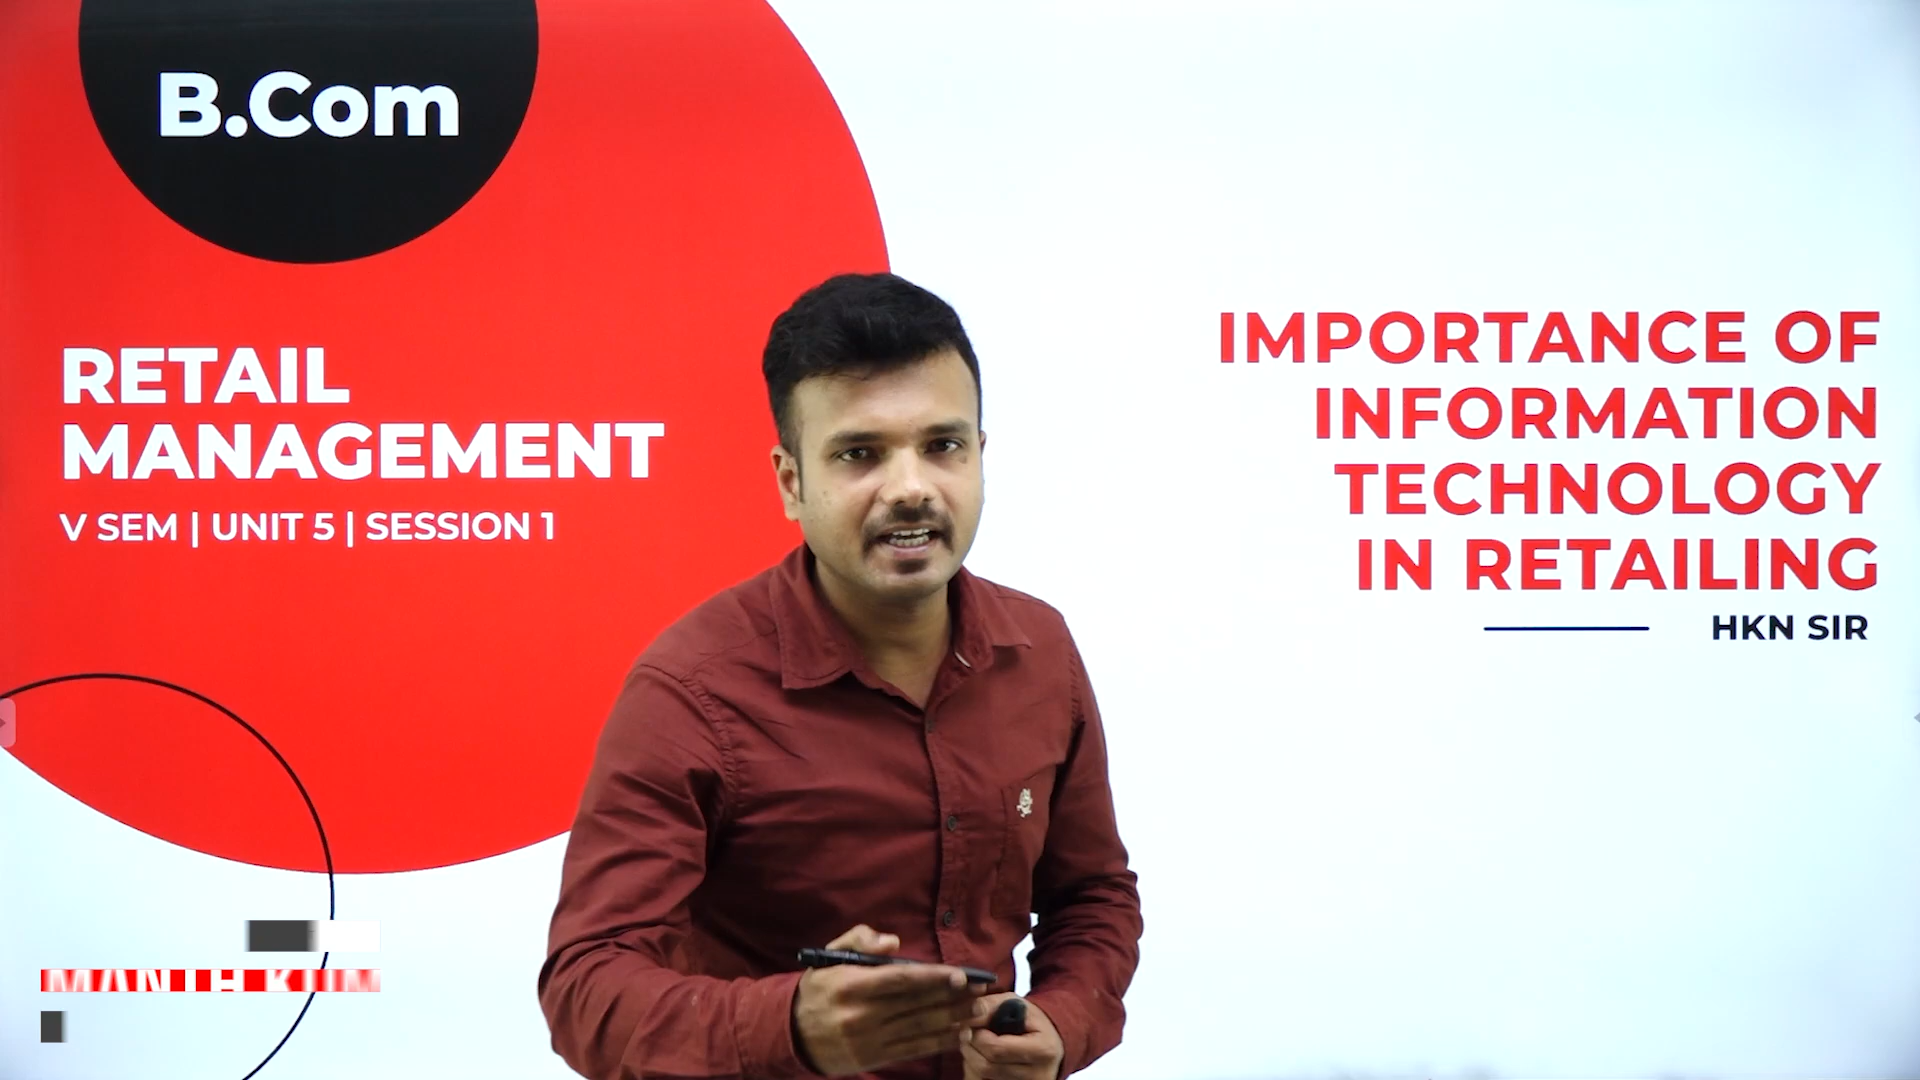 B.Com
RETAIL
MANAGEMENT
V SEM | UNIT 5 | SESSION 1
IMPORTANCE OF
INFORMATION
TECHNOLOGY
IN RETAILING
HKN SIR